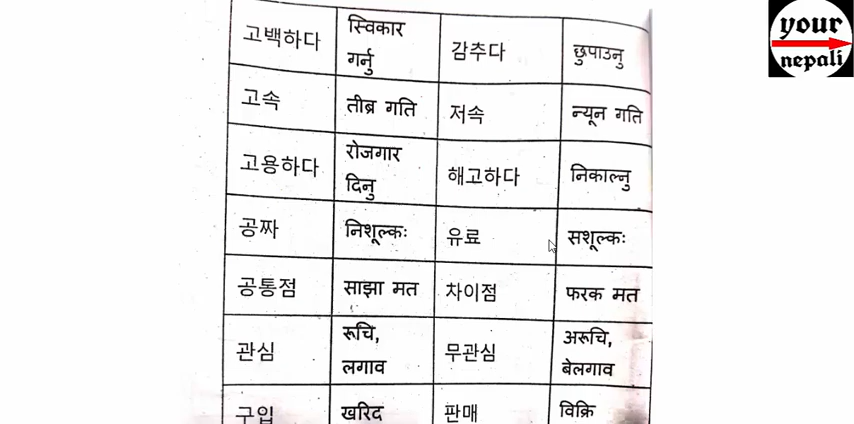 your
nepali
고백하다 स्विकार गर्नु 감추다 छुपाउनु
고속 तीब्र गति 저속 न्यून गति
고용하다 रोजगार दिनु 해고하다 निकाल्नु
공짜 निशूल्कः 유료 सशूल्कः
공통점 साझा मत 차이점 फरक मत
관심 रूचि, लगाव 무관심 अरूचि, बेलगाव
구입 खरिद 판매 विक्रि